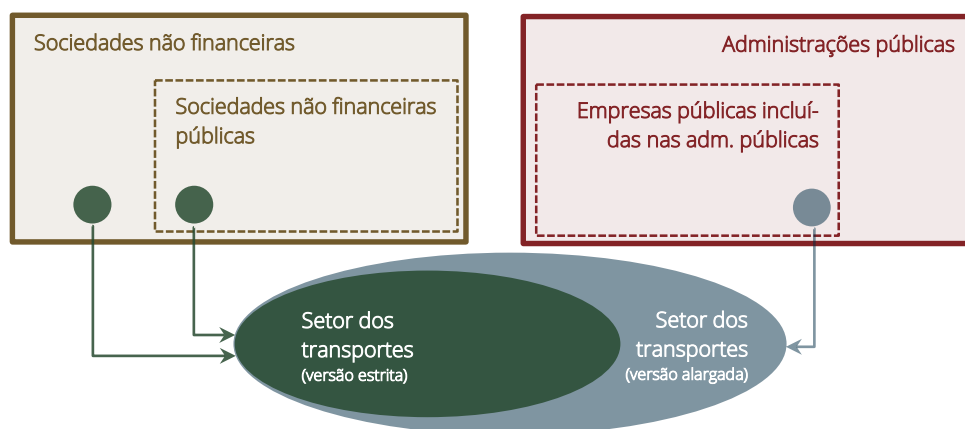 Sociedades não financeiras
Sociedades não financeiras
públicas
Administrações públicas
Empresas públicas incluí-
das nas adm. públicas
Setor dos
transportes
(versão estrita)
Setor dos
transportes
(versão alargada)